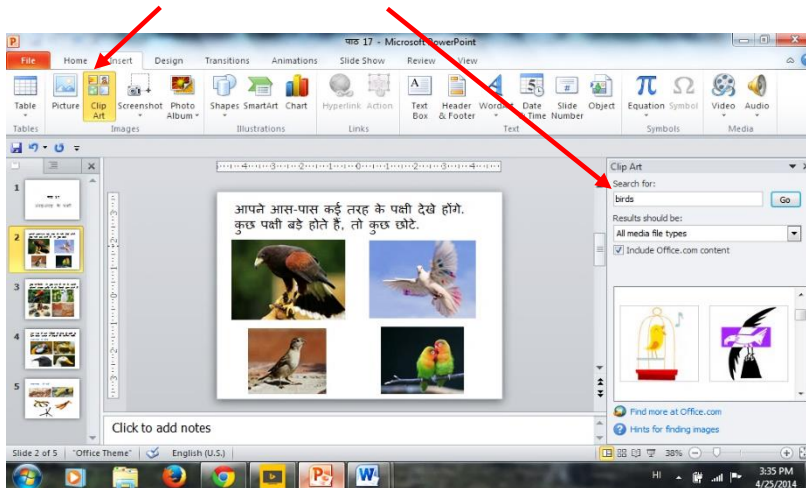 पाठ 17 - Microsoft PowerPoint
File Home Insert Design Transitions Animations Slide Show Review View
Table Picture Clip Art Screenshot Photo Album Shapes SmartArt Chart Hyperlink Action Text Box Header & Footer WordArt Date & Time Slide Number Object Equation Symbol Video Audio
Tables Images Illustrations Links Text Symbols Media
1
2
3
4
5
आपने आस-पास कई तरह के पक्षी देखे होंगे.
कुछ पक्षी बड़े होते हैं, तो कुछ छोटे.
Click to add notes
Clip Art
Search for:
birds Go
Results should be:
All media file types
Include Office.com content
Find more at Office.com
Hints for finding images
Slide 2 of 5 "Office Theme" English (U.S.) 38%
HI 3:35 PM
4/25/2014